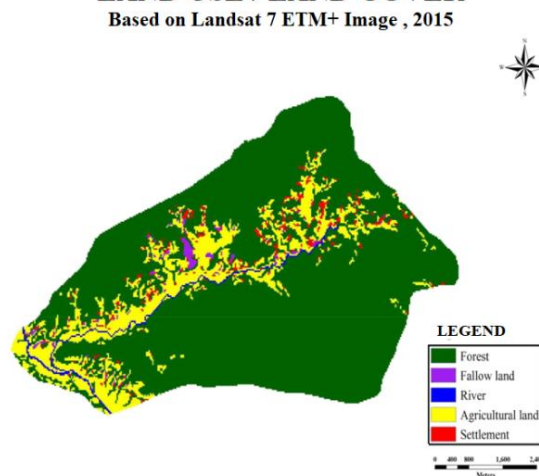 Based on Landsat 7 ETM+ Image , 2015
N
W E
S
LEGEND
Forest
Fallow land
River
Agricultural land
Settlement
0 400 800 1,600
Meters